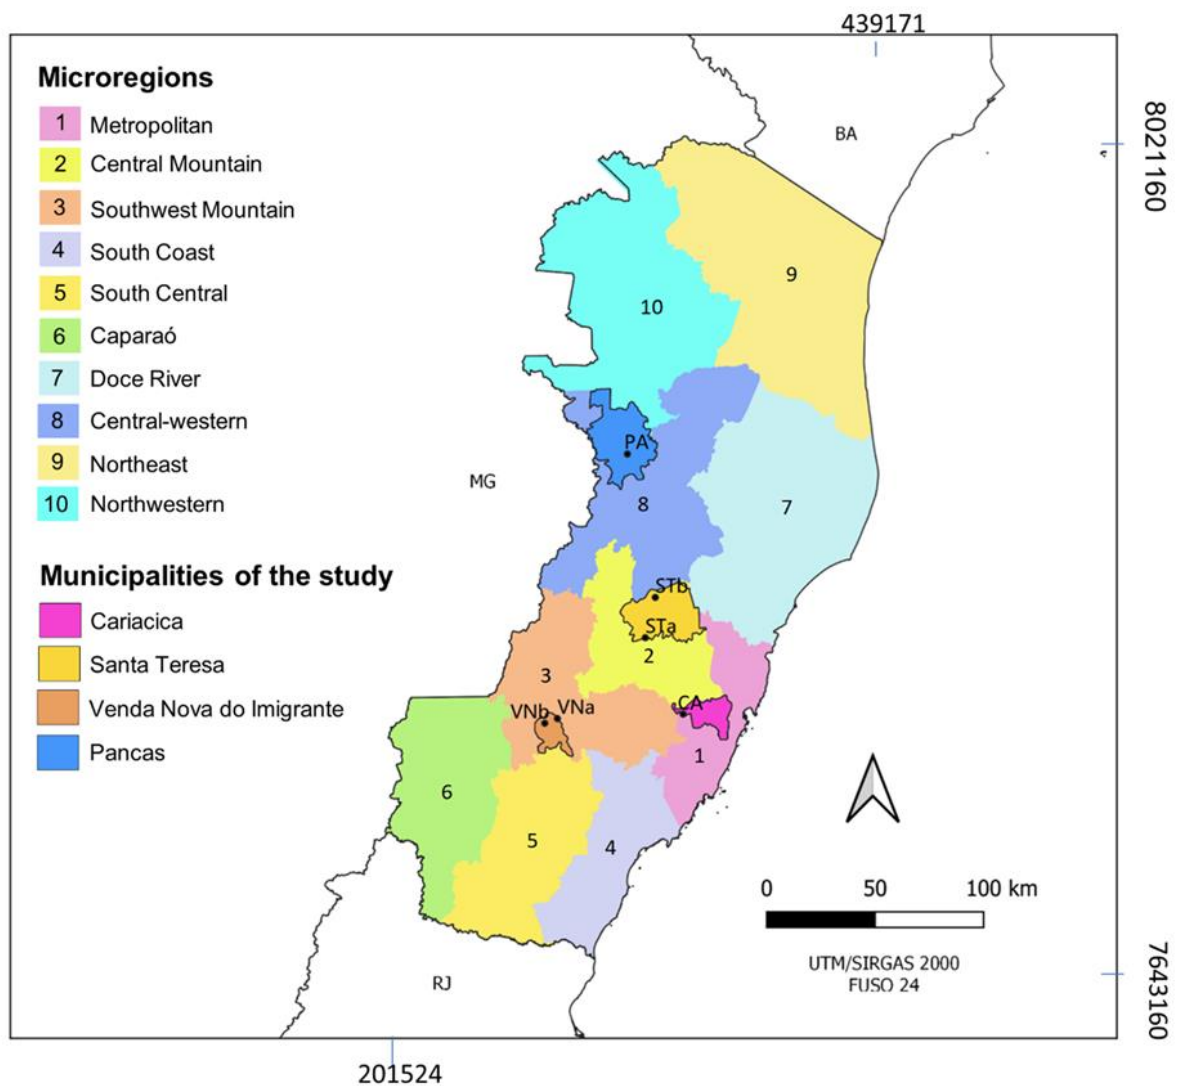 439171
Microregions
1 Metropolitan
2 Central Mountain
3 Southwest Mountain
4 South Coast
5 South Central
6 Caparaó
7 Doce River
8 Central-western
9 Northeast
10 Northwestern
Municipalities of the study
Cariacica
Santa Teresa
Venda Nova do Imigrante
Pancas
BA
8021160
9
10
PA
MG
8
7
STb
STa
2
3
VNb
VNa
CA
1
6
5
4
0 50 100 km
UTM/SIRGAS 2000
FUSO 24
RJ
7643160
201524